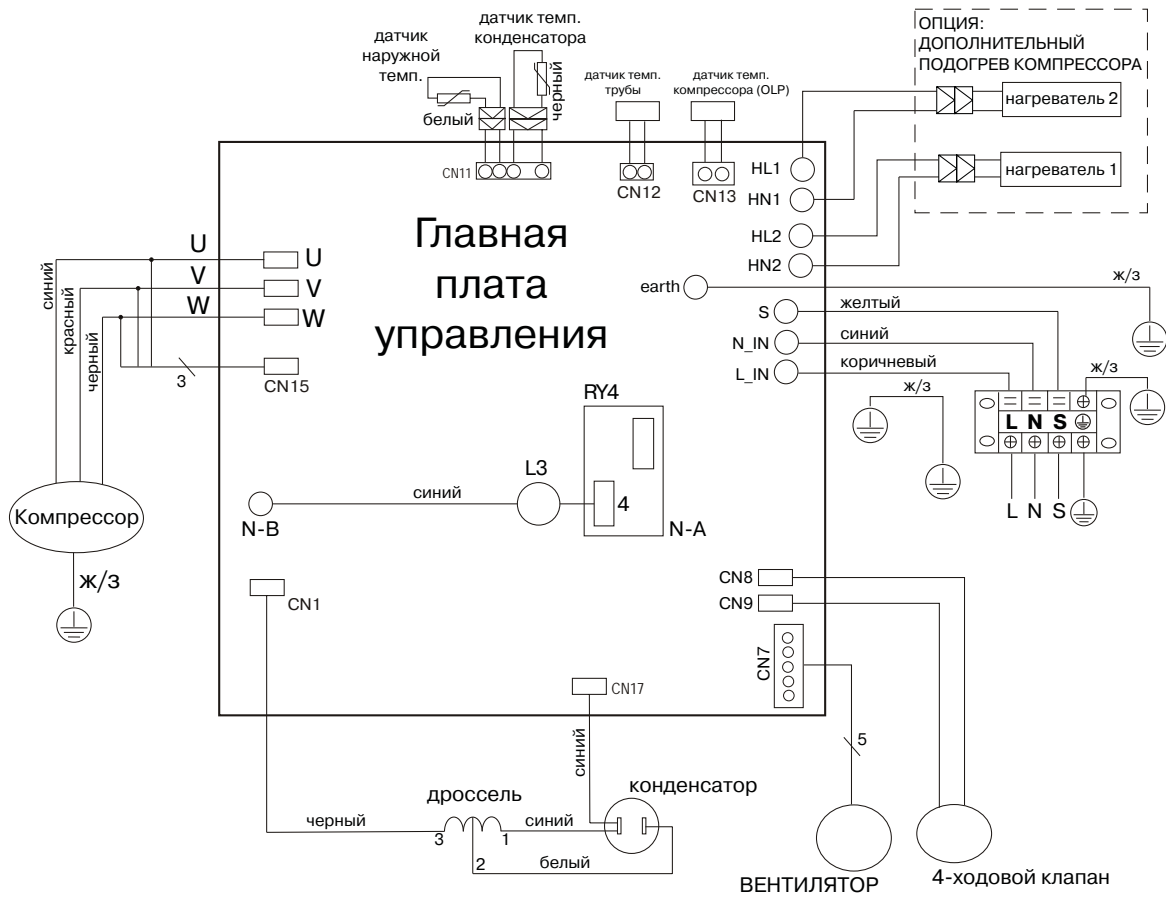 датчик
наружной
темп.
датчик темп.
конденсатора
белый
черный
датчик темп.
трубы
датчик темп.
компрессора (OLP)
ОПЦИЯ:
ДОПОЛНИТЕЛЬНЫЙ
ПОДОГРЕВ КОМПРЕССОРА
нагреватель 2
нагреватель 1
CN11
CN12
CN13
HL1
HN1
HL2
HN2
Главная
плата
управления
U
V
W
U
V
W
синий
красный
черный
3
CN15
earth
ж/з
S
желтый
N_IN
синий
L_IN
коричневый
ж/з
ж/з
L N S
L N S
RY4
L3
4
синий
N-B
N-A
Компрессор
ж/з
CN1
CN8
CN9
CN7
CN17
5
синий
дроссель
конденсатор
черный
3
1
синий
2
белый
ВЕНТИЛЯТОР
4-ходовой клапан